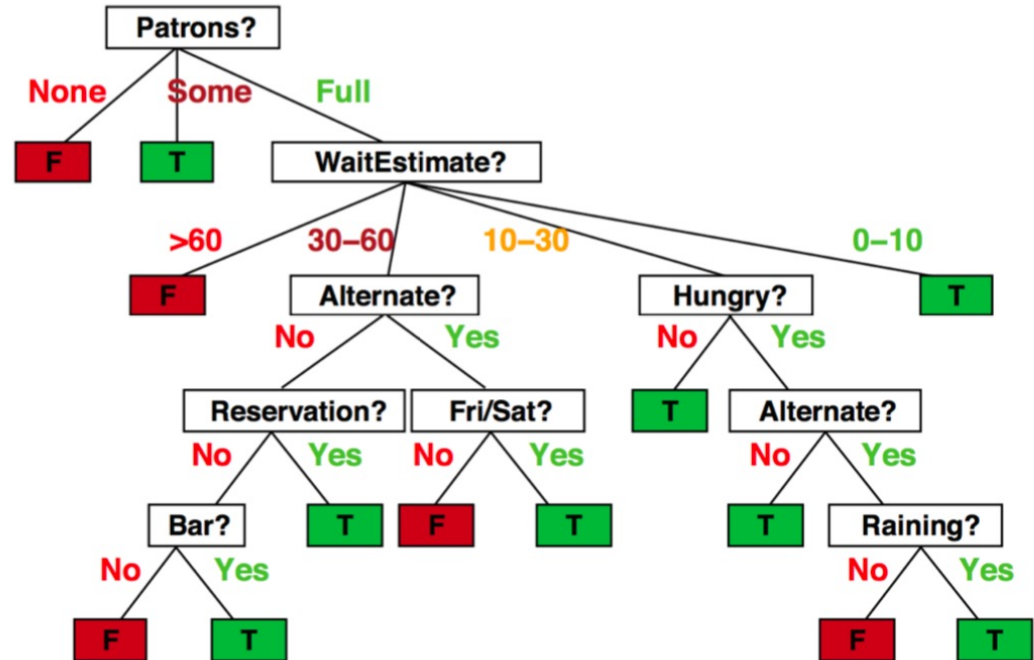 Patrons?
None Some Full
F T WaitEstimate?
>60 30–60 10–30 0–10
F Alternate? Hungry? T
No Yes No Yes
Reservation? Fri/Sat? T Alternate?
No Yes No Yes No Yes
Bar? T F T T Raining?
No Yes No Yes
F T F T